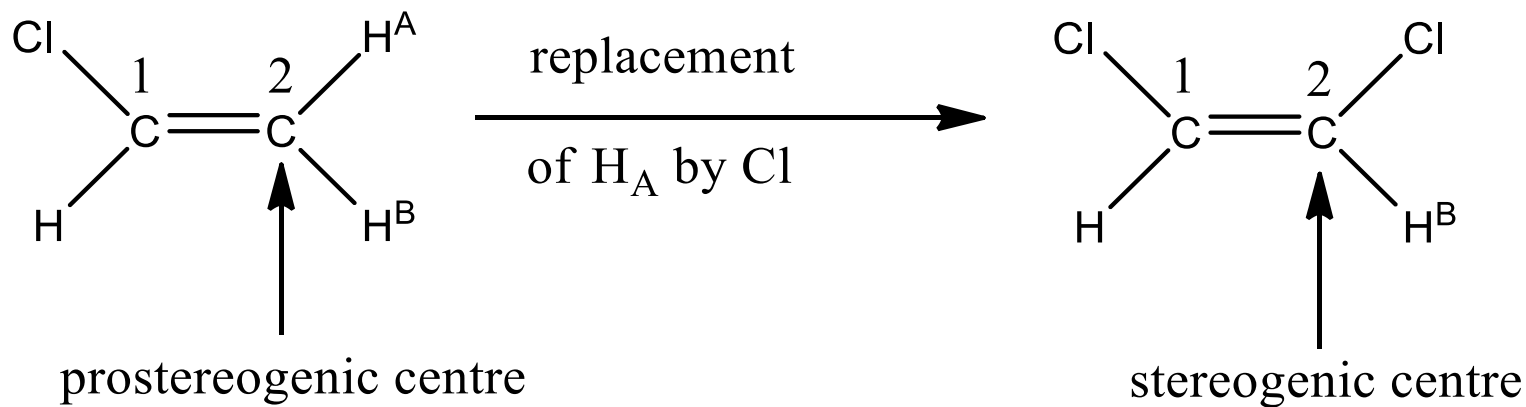 Cl H^A replacement Cl Cl
1 2 1 2
C C C C
of H_A by Cl
H H^B H H^B
prostereogenic centre stereogenic centre